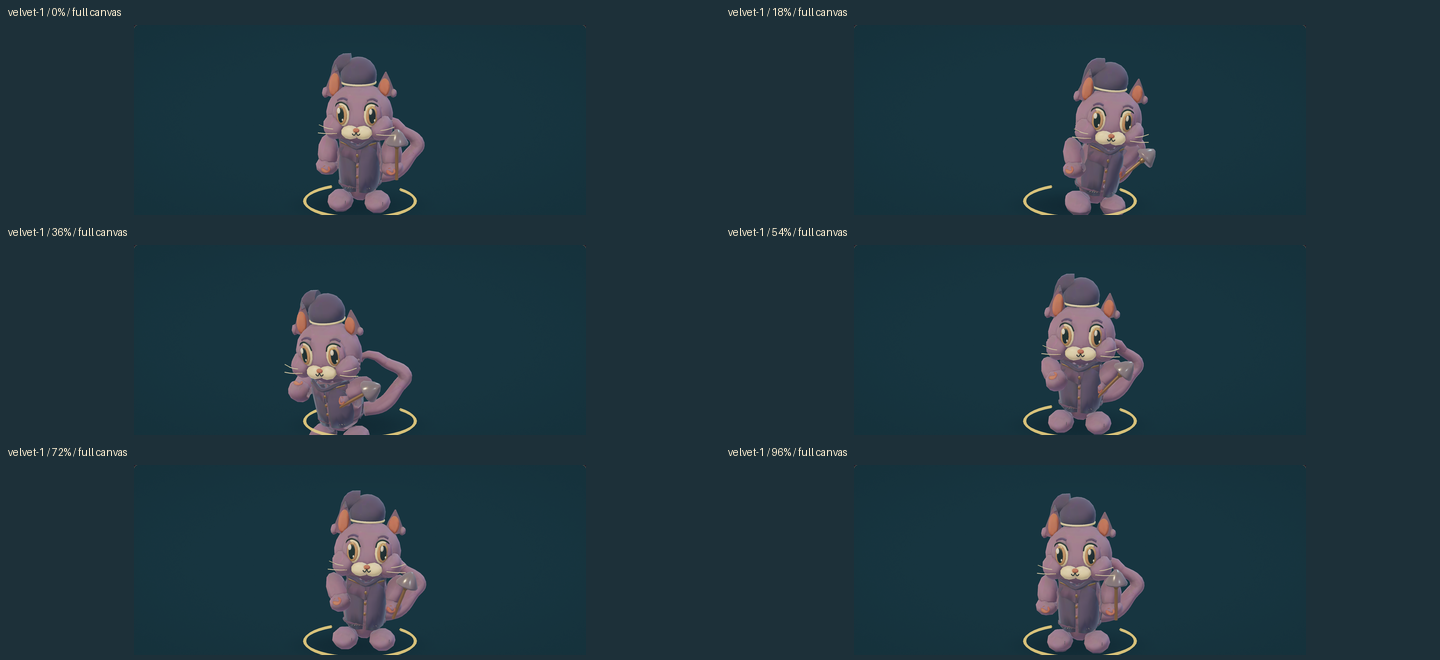 velvet-1 / 0% / full canvas
velvet-1 / 18% / full canvas
velvet-1 / 36% / full canvas
velvet-1 / 54% / full canvas
velvet-1 / 72% / full canvas
velvet-1 / 96% / full canvas